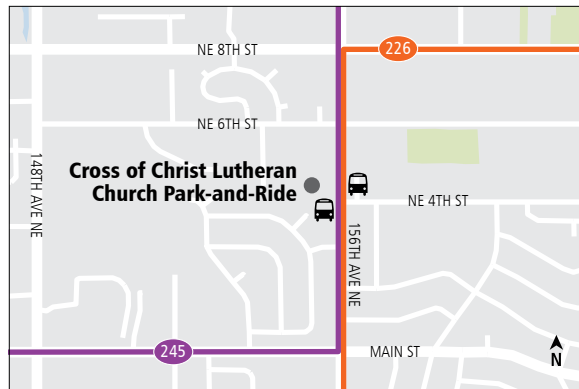 NE 8TH ST
226
NE 6TH ST
148TH AVE NE
Cross of Christ Lutheran
Church Park-and-Ride
NE 4TH ST
156TH AVE NE
245
MAIN ST
N